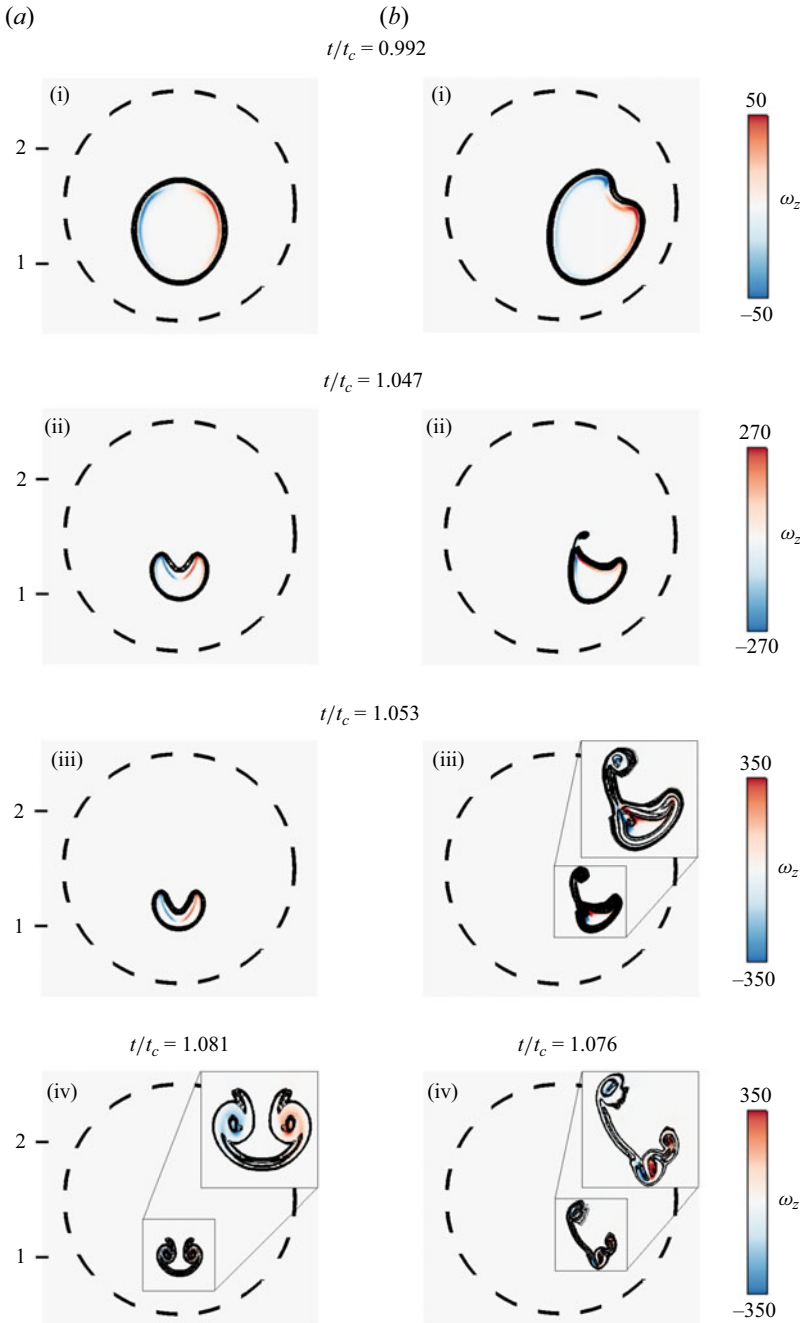 (a) (b)
t/t_c = 0.992
(i) (i) 50
2
ω_z
1
–50
t/t_c = 1.047
(ii) (ii) 270
2
ω_z
1
–270
t/t_c = 1.053
(iii) (iii) 350
2
ω_z
1
–350
t/t_c = 1.081 t/t_c = 1.076
(iv) (iv) 350
2
ω_z
1
–350